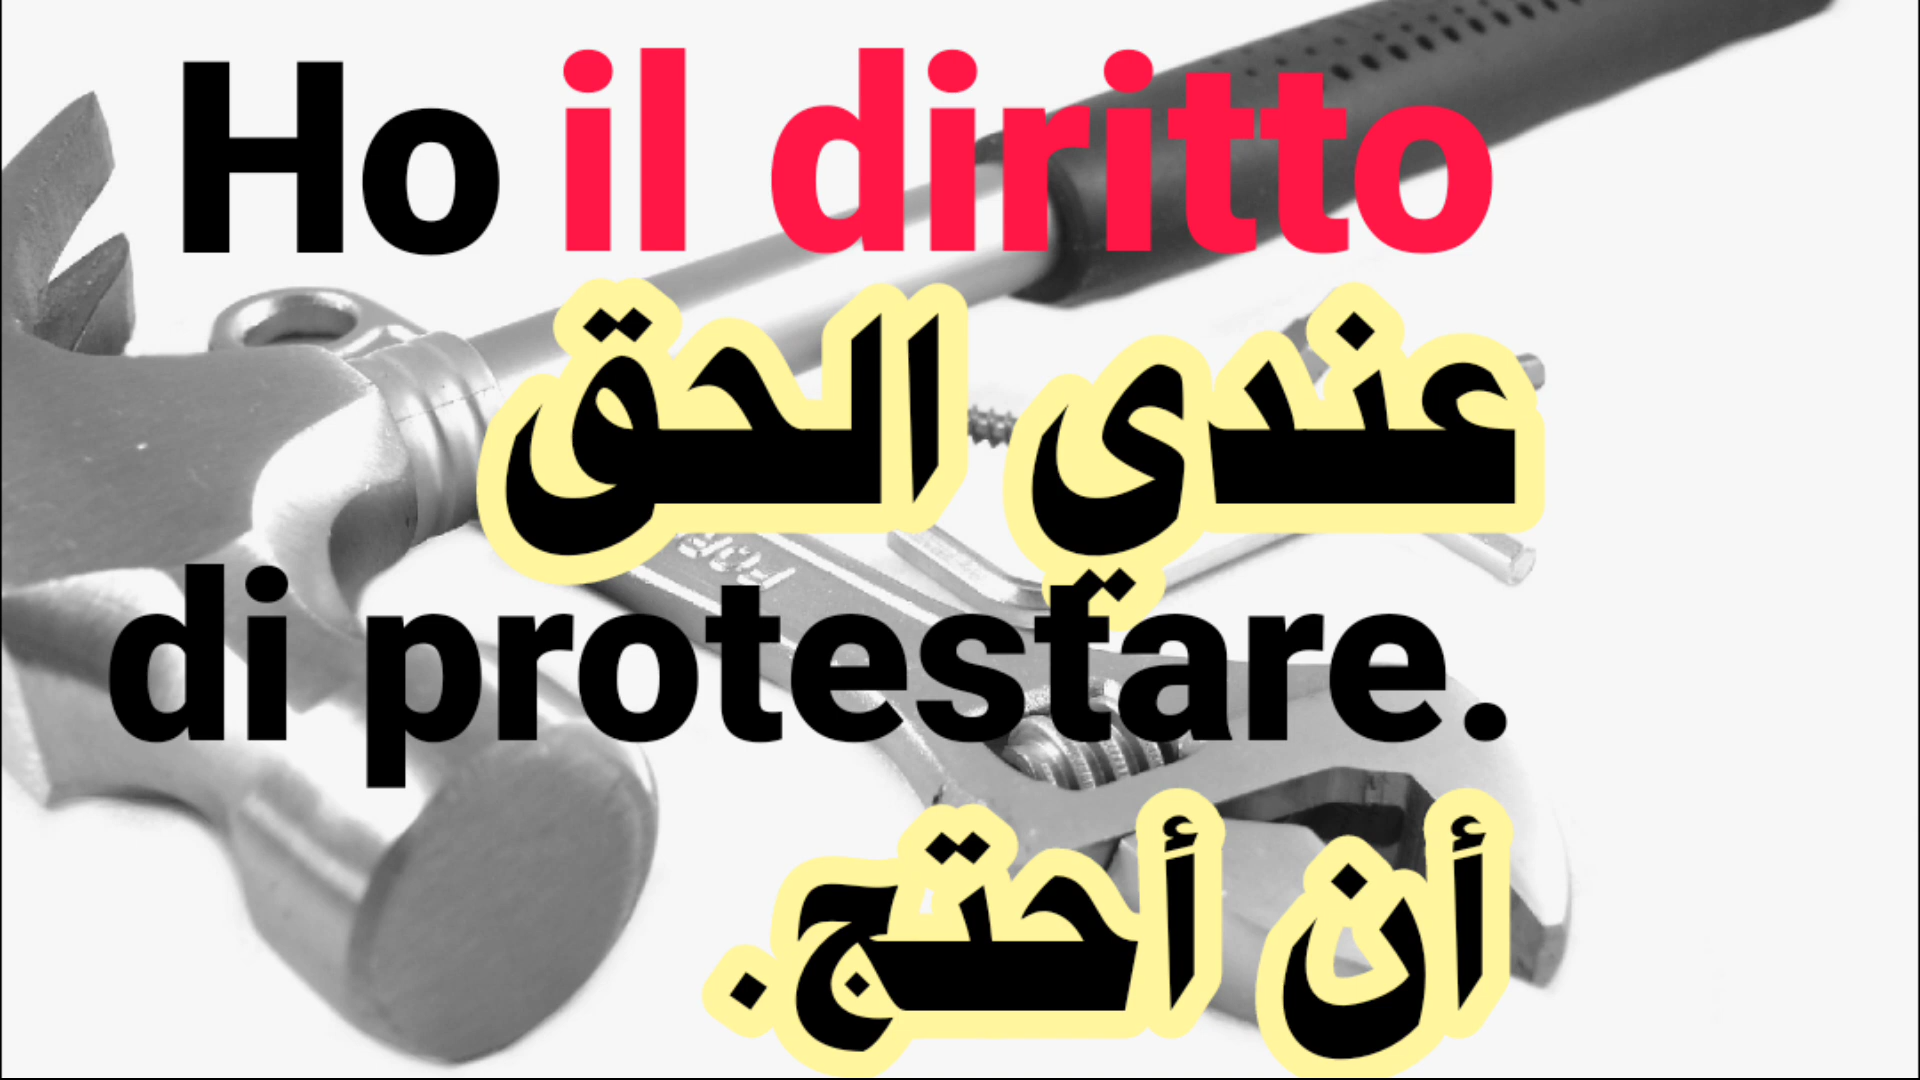 Ho il diritto
عندي الحق
di protestare.
أن أحتج.